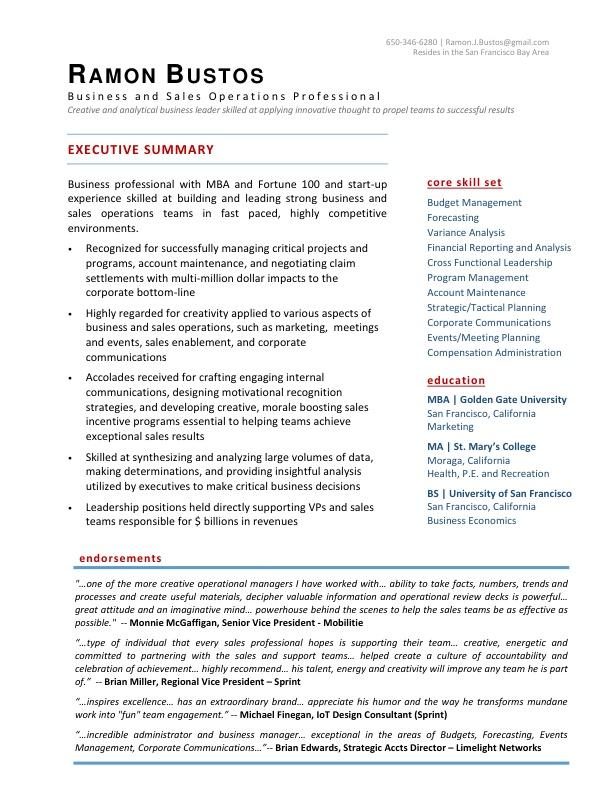 650-346-6280 | Ramon.J.Bustos@gmail.com
Resides in the San Francisco Bay Area
RAMON BUSTOS
Business and Sales Operations Professional
Creative and analytical business leader skilled at applying innovative thought to propel teams to successful results
EXECUTIVE SUMMARY
Business professional with MBA and Fortune 100 and start-up
experience skilled at building and leading strong business and
sales operations teams in fast paced, highly competitive
environments.
• Recognized for successfully managing critical projects and
programs, account maintenance, and negotiating claim
settlements with multi-million dollar impacts to the
corporate bottom-line
• Highly regarded for creativity applied to various aspects of
business and sales operations, such as marketing, meetings
and events, sales enablement, and corporate
communications
• Accolades received for crafting engaging internal
communications, designing motivational recognition
strategies, and developing creative, morale boosting sales
incentive programs essential to helping teams achieve
exceptional sales results
• Skilled at synthesizing and analyzing large volumes of data,
making determinations, and providing insightful analysis
utilized by executives to make critical business decisions
• Leadership positions held directly supporting VPs and sales
teams responsible for $ billions in revenues
core skill set
Budget Management
Forecasting
Variance Analysis
Financial Reporting and Analysis
Cross Functional Leadership
Program Management
Account Maintenance
Strategic/Tactical Planning
Corporate Communications
Events/Meeting Planning
Compensation Administration
education
MBA | Golden Gate University
San Francisco, California
Marketing
MA | St. Mary's College
Moraga, California
Health, P.E. and Recreation
BS | University of San Francisco
San Francisco, California
Business Economics
endorsements
"…one of the more creative operational managers I have worked with… ability to take facts, numbers, trends and
processes and create useful materials, decipher valuable information and operational review decks is powerful…
great attitude and an imaginative mind… powerhouse behind the scenes to help the sales teams be as effective as
possible." -- Monnie McGaffigan, Senior Vice President - Mobilitie
"…type of individual that every sales professional hopes is supporting their team… creative, energetic and
committed to partnering with the sales and support teams… helped create a culture of accountability and
celebration of achievement… highly recommend… his talent, energy and creativity will improve any team he is part
of." -- Brian Miller, Regional Vice President – Sprint
"…inspires excellence… has an extraordinary brand… appreciate his humor and the way he transforms mundane
work into "fun" team engagement." -- Michael Finegan, IoT Design Consultant (Sprint)
"…incredible administrator and business manager… exceptional in the areas of Budgets, Forecasting, Events
Management, Corporate Communications…"-- Brian Edwards, Strategic Accts Director – Limelight Networks